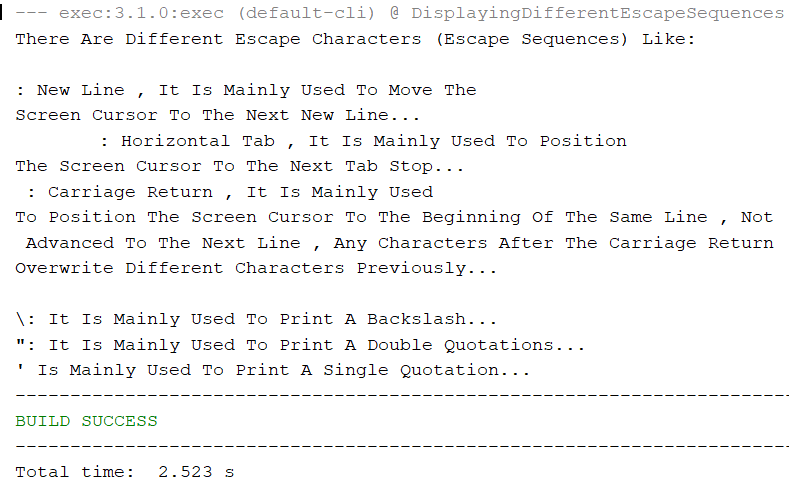 --- exec:3.1.0:exec (default-cli) @ DisplayingDifferentEscapeSequences
There Are Different Escape Characters (Escape Sequences) Like:
: New Line , It Is Mainly Used To Move The
Screen Cursor To The Next New Line...
: Horizontal Tab , It Is Mainly Used To Position
The Screen Cursor To The Next Tab Stop...
: Carriage Return , It Is Mainly Used
To Position The Screen Cursor To The Beginning Of The Same Line , Not
Advanced To The Next Line , Any Characters After The Carriage Return
Overwrite Different Characters Previously...
\: It Is Mainly Used To Print A Backslash...
": It Is Mainly Used To Print A Double Quotations...
' Is Mainly Used To Print A Single Quotation...
------------------------------------------------------------------------
BUILD SUCCESS
------------------------------------------------------------------------
Total time:  2.523 s